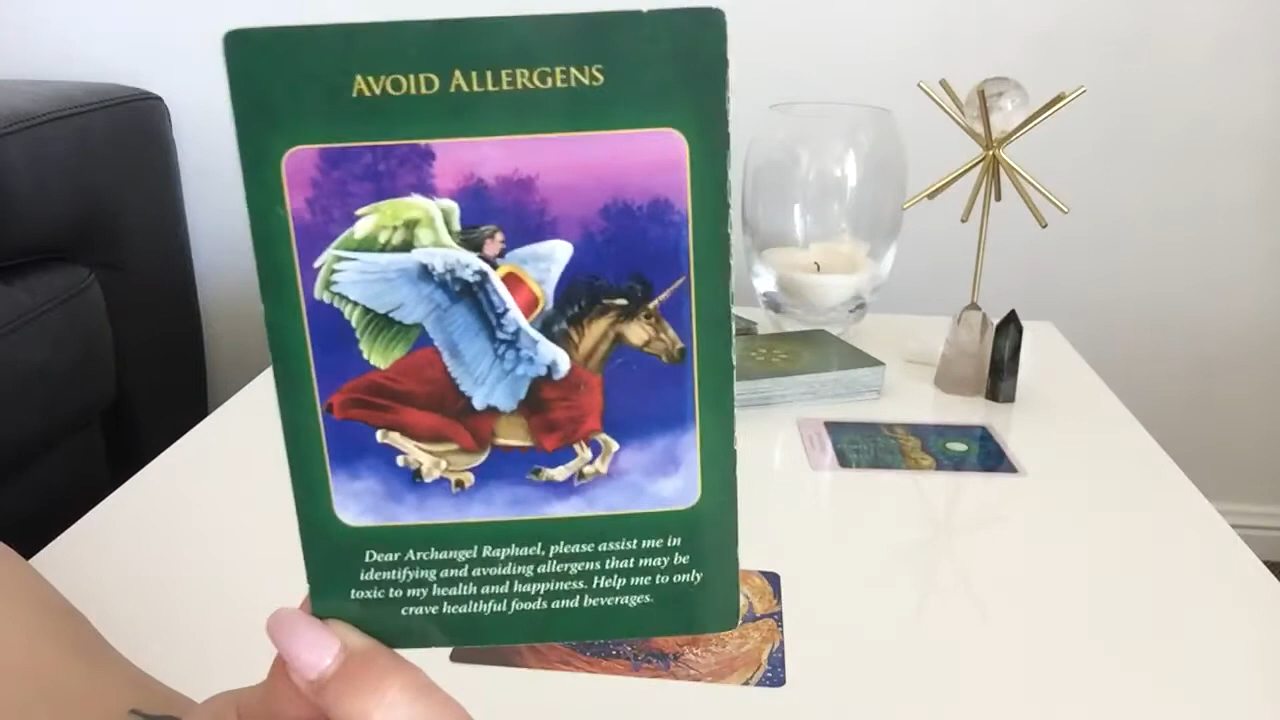 AVOID ALLERGENS
Dear Archangel Raphael, please assist me in
identifying and avoiding allergens that may be
toxic to my health and happiness. Help me to only
crave healthful foods and beverages.